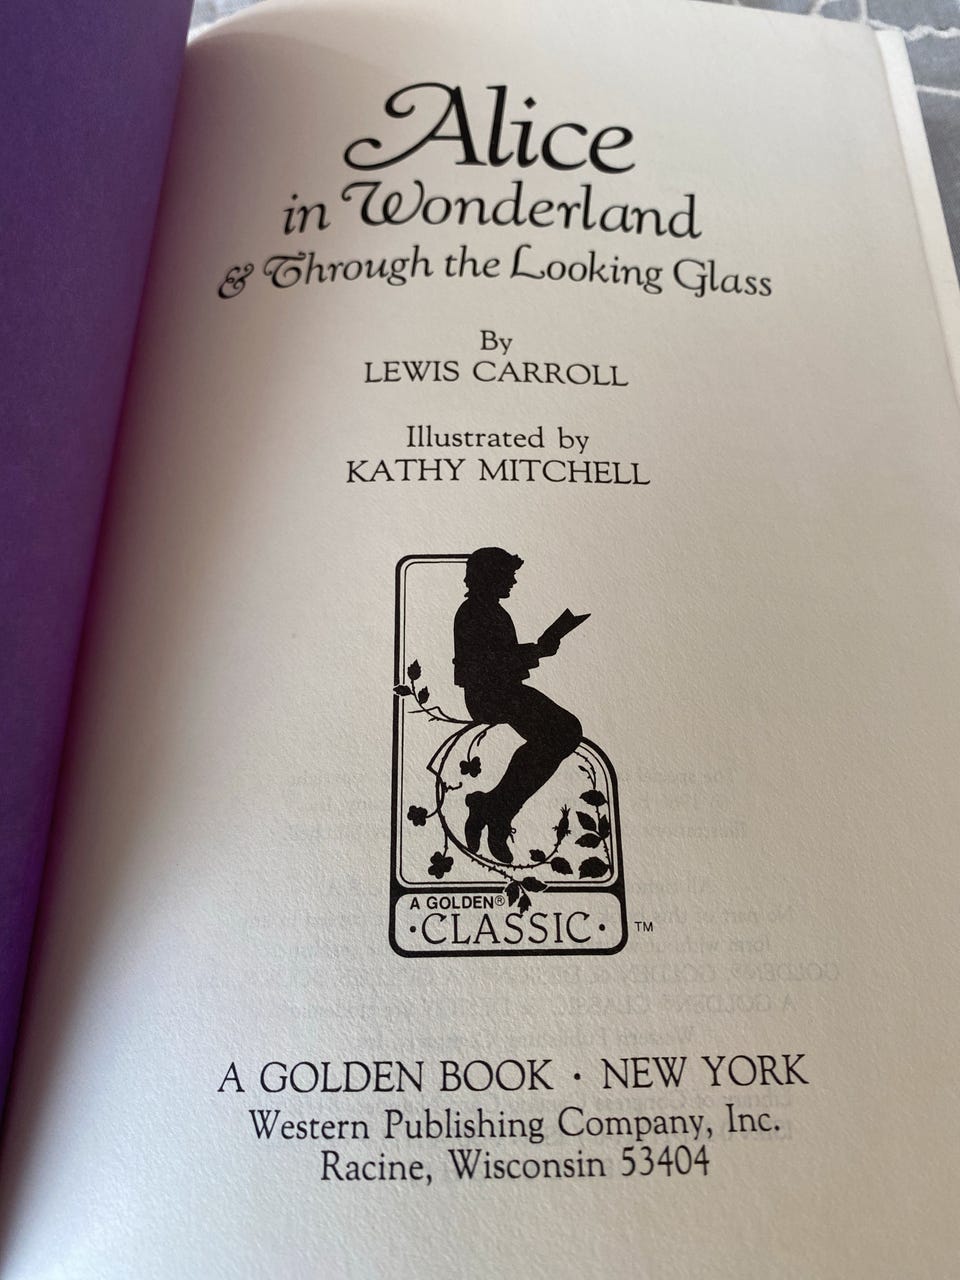 Alice
in Wonderland
& Through the Looking Glass
By
LEWIS CARROLL
Illustrated by
KATHY MITCHELL
A GOLDEN®
·CLASSIC· TM
A GOLDEN BOOK · NEW YORK
Western Publishing Company, Inc.
Racine, Wisconsin 53404